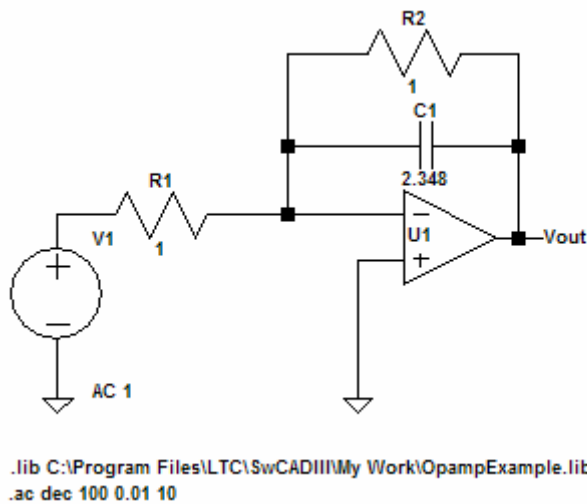 R2
1
C1
2.348
R1
1
V1
U1
Vout
AC 1
.lib C:\Program Files\LTC\SwCADIII\My Work\OpampExample.lib
.ac dec 100 0.01 10